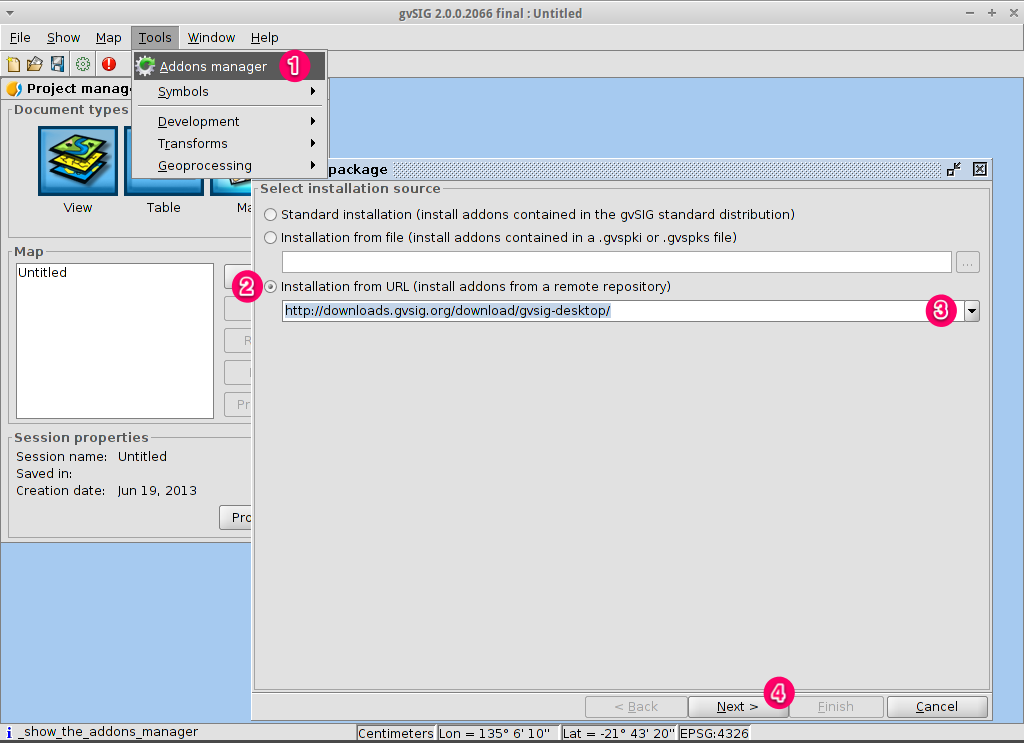 gvSIG 2.0.0.2066 final : Untitled
File Show Map Tools Window Help
Addons manager 1
Symbols
Development
Transforms
Geoprocessing
Project manag
Document types
View Table Ma
Map
Untitled
R
Pr
Session properties
Session name: Untitled
Saved in:
Creation date: Jun 19, 2013
Pro
package
Select installation source
Standard installation (install addons contained in the gvSIG standard distribution)
Installation from file (install addons contained in a .gvspki or .gvspks file)
...
2 Installation from URL (install addons from a remote repository)
http://downloads.gvsig.org/download/gvsig-desktop/ 3
4
< Back Next > Finish Cancel
_show_the_addons_manager Centimeters Lon = 135° 6' 10" Lat = -21° 43' 20" EPSG:4326